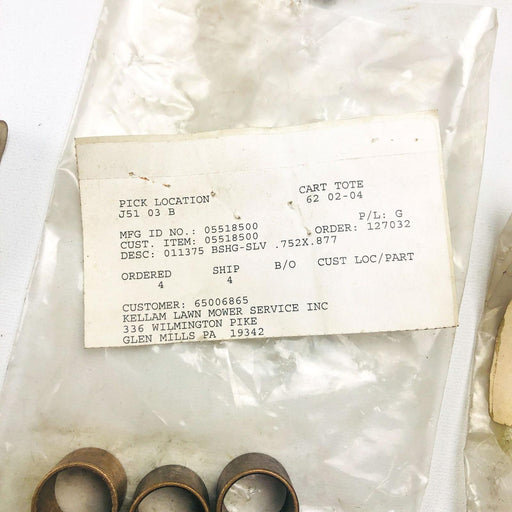 PICK LOCATION CART TOTE
J51 03 B 62 02-04
P/L: G
MFG ID NO.: 05518500 ORDER: 127032
CUST. ITEM: 05518500
DESC: 011375 BSHG-SLV .752X.877
ORDERED SHIP B/O CUST LOC/PART
4 4
CUSTOMER: 65006865
KELLAM LAWN MOWER SERVICE INC
336 WILMINGTON PIKE
GLEN MILLS PA 19342